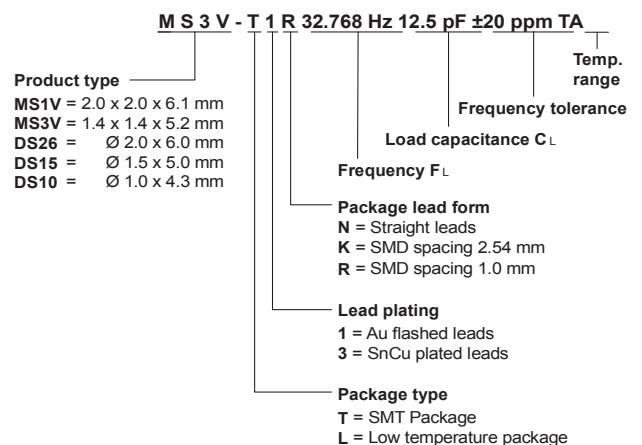 M S 3 V - T 1 R 32.768 Hz 12.5 pF ±20 ppm TA
Temp.
range
Product type
MS1V = 2.0 x 2.0 x 6.1 mm
MS3V = 1.4 x 1.4 x 5.2 mm
DS26 = Ø 2.0 x 6.0 mm
DS15 = Ø 1.5 x 5.0 mm
DS10 = Ø 1.0 x 4.3 mm
Frequency tolerance
Load capacitance CL
Frequency FL
Package lead form
N = Straight leads
K = SMD spacing 2.54 mm
R = SMD spacing 1.0 mm
Lead plating
1 = Au flashed leads
3 = SnCu plated leads
Package type
T = SMT Package
L = Low temperature package